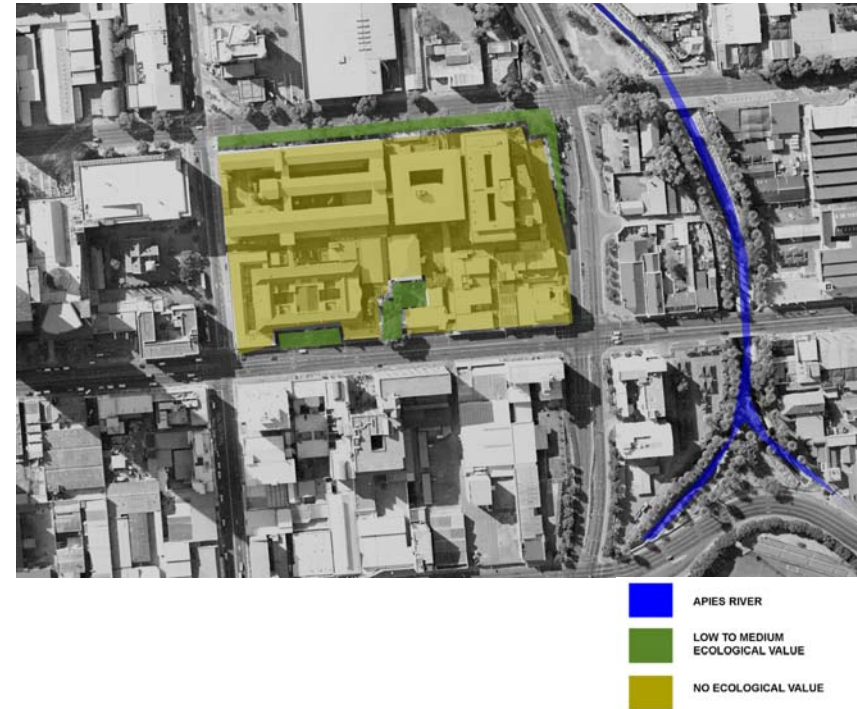 APIES RIVER
LOW TO MEDIUM
ECOLOGICAL VALUE
NO ECOLOGICAL VALUE